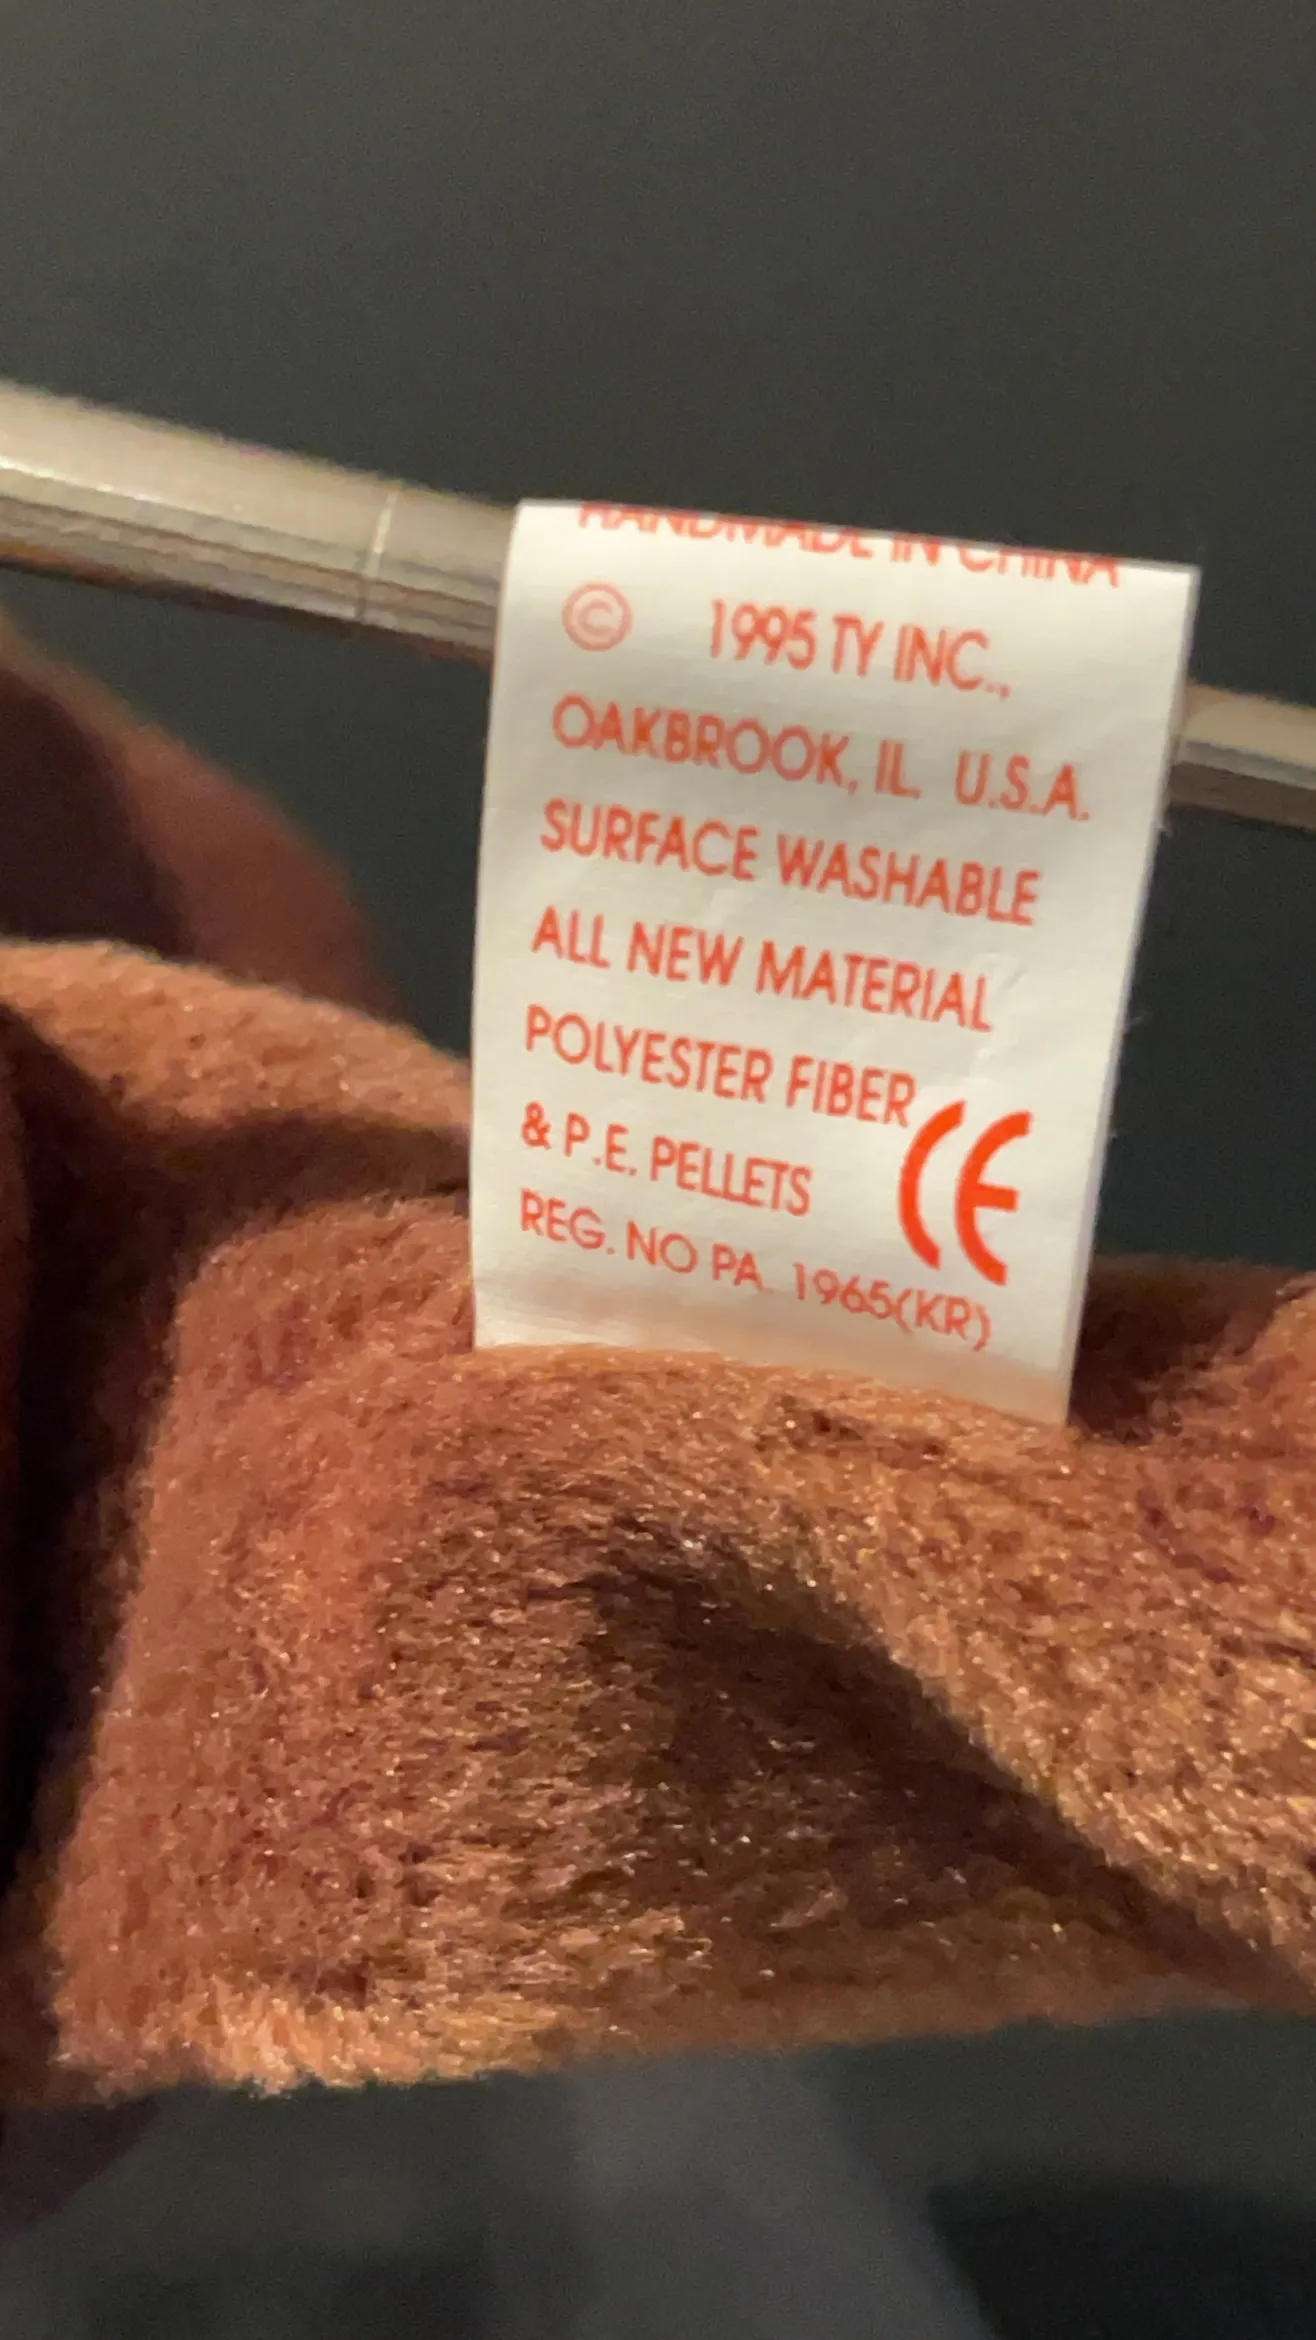 HANDMADE IN CHINA
© 1995 TY INC.,
OAKBROOK, IL. U.S.A.
SURFACE WASHABLE
ALL NEW MATERIAL
POLYESTER FIBER
& P.E. PELLETS CE
REG. NO PA. 1965(KR)